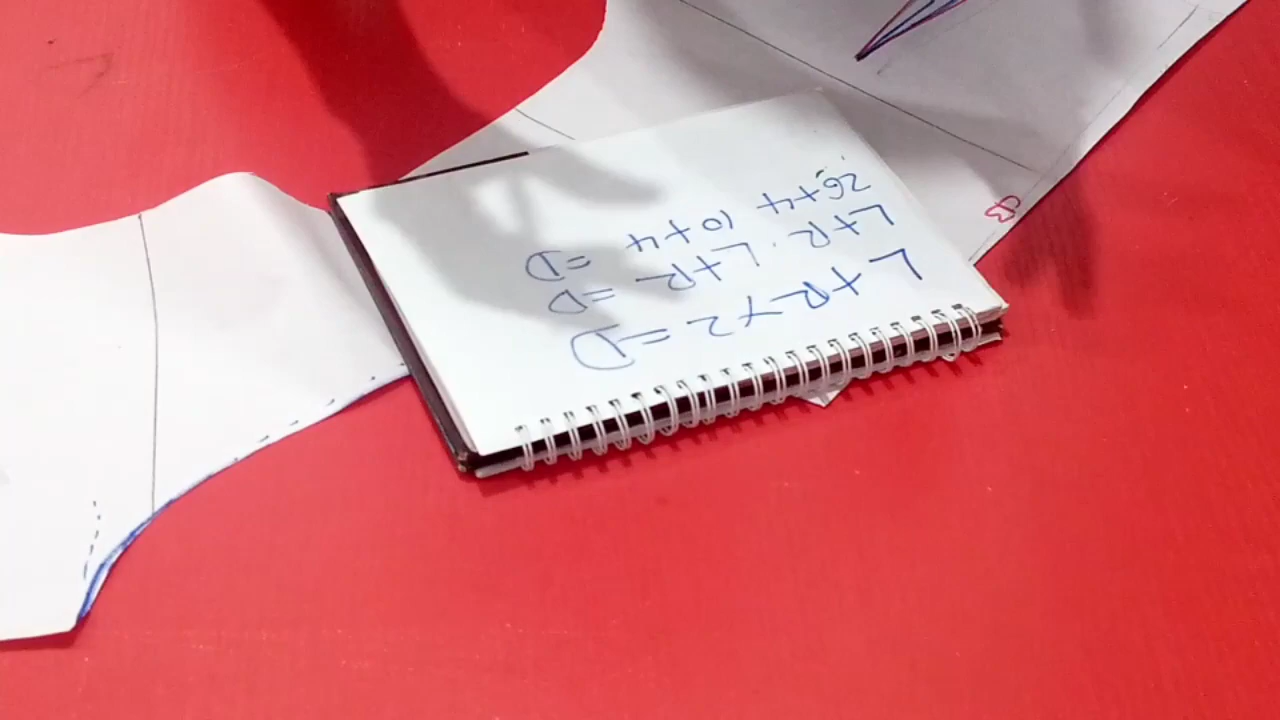 L+R x 2 =D
L+R . L+R =D
26+4 10+4 =D